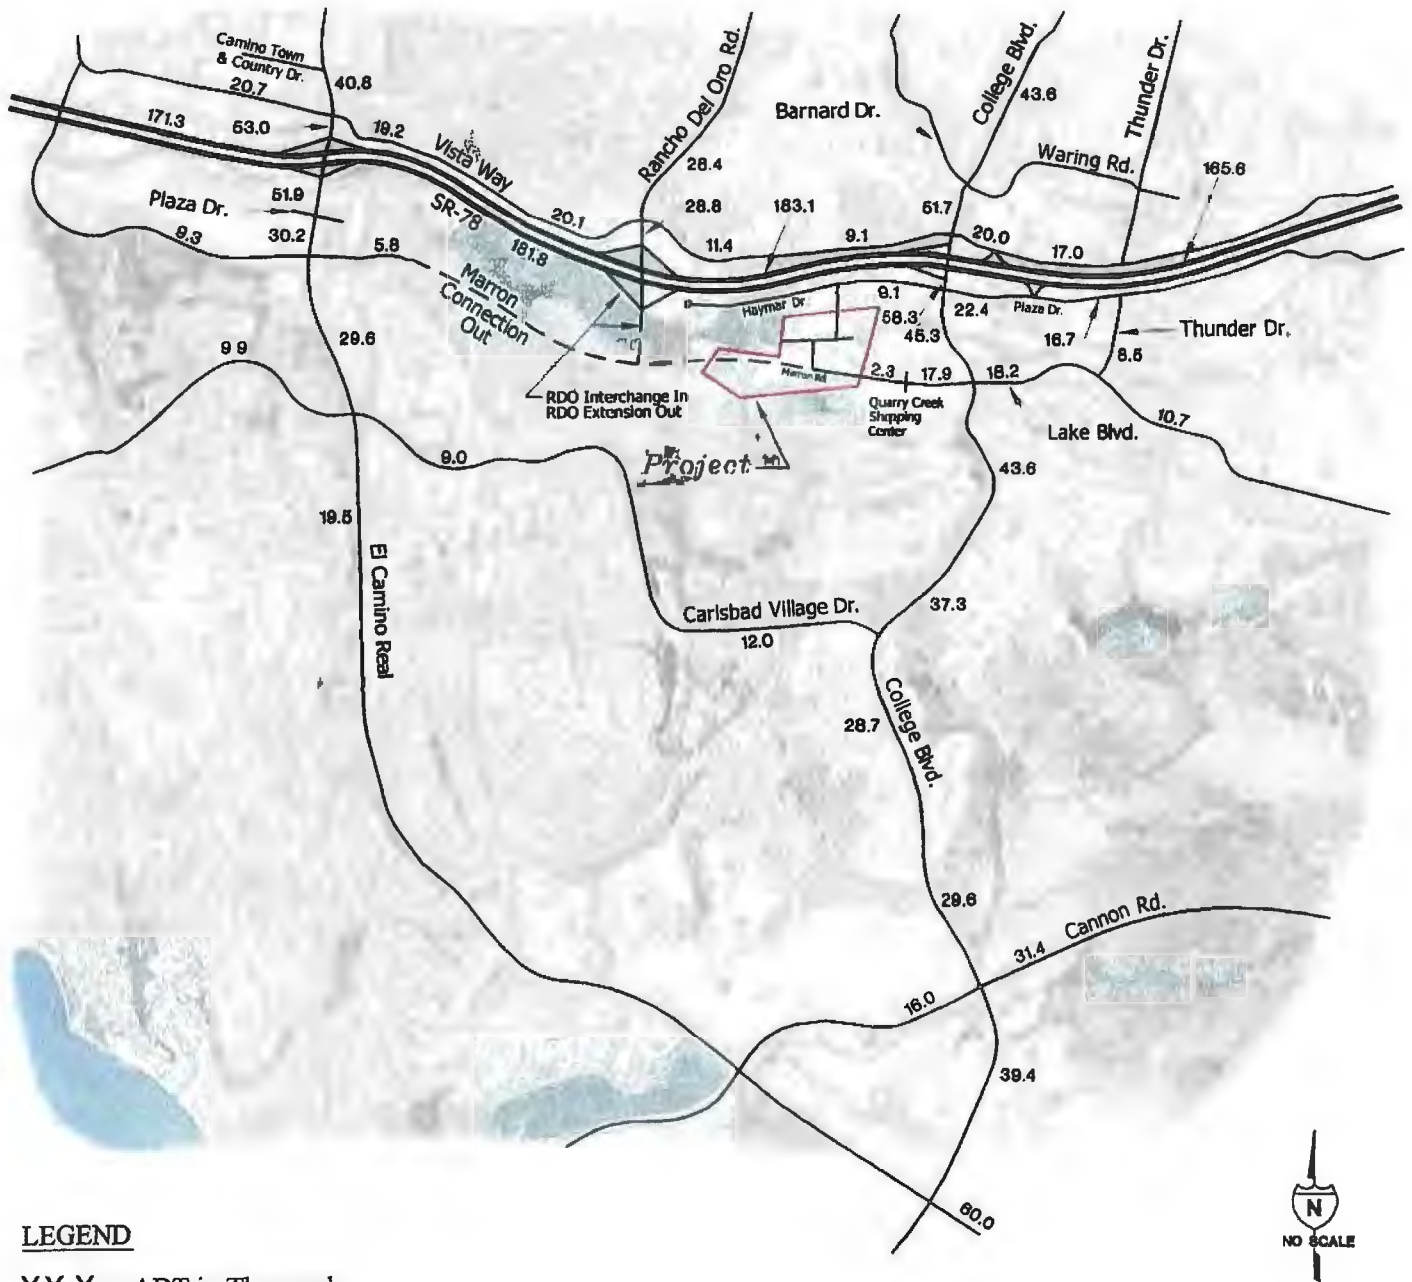 Camino Town
& Country Dr.
40.8
20.7
171.3
53.0
19.2
Vista Way
Rancho Del Oro Rd.
28.4
Barnard Dr.
College Blvd.
43.6
Thunder Dr.
Waring Rd.
165.6
51.9
Plaza Dr.
9.3
30.2
5.8
SR-78
181.8
20.1
28.8
183.1
11.4
9.1
51.7
20.0
17.0
Marron
Connection
Out
Haymar Dr
9.1
58.3
45.3
22.4
Plaza Dr.
16.7
Thunder Dr.
8.5
29.6
9 9
RDO Interchange In
RDO Extension Out
Marron Rd.
2.3
17.9
18.2
Quarry Creek
Shopping
Center
Lake Blvd.
10.7
Project
9.0
43.6
19.5
El Camino Real
Carlsbad Village Dr.
12.0
37.3
28.7
College Blvd.
29.6
Cannon Rd.
31.4
16.0
39.4
60.0
N
NO SCALE
LEGEND